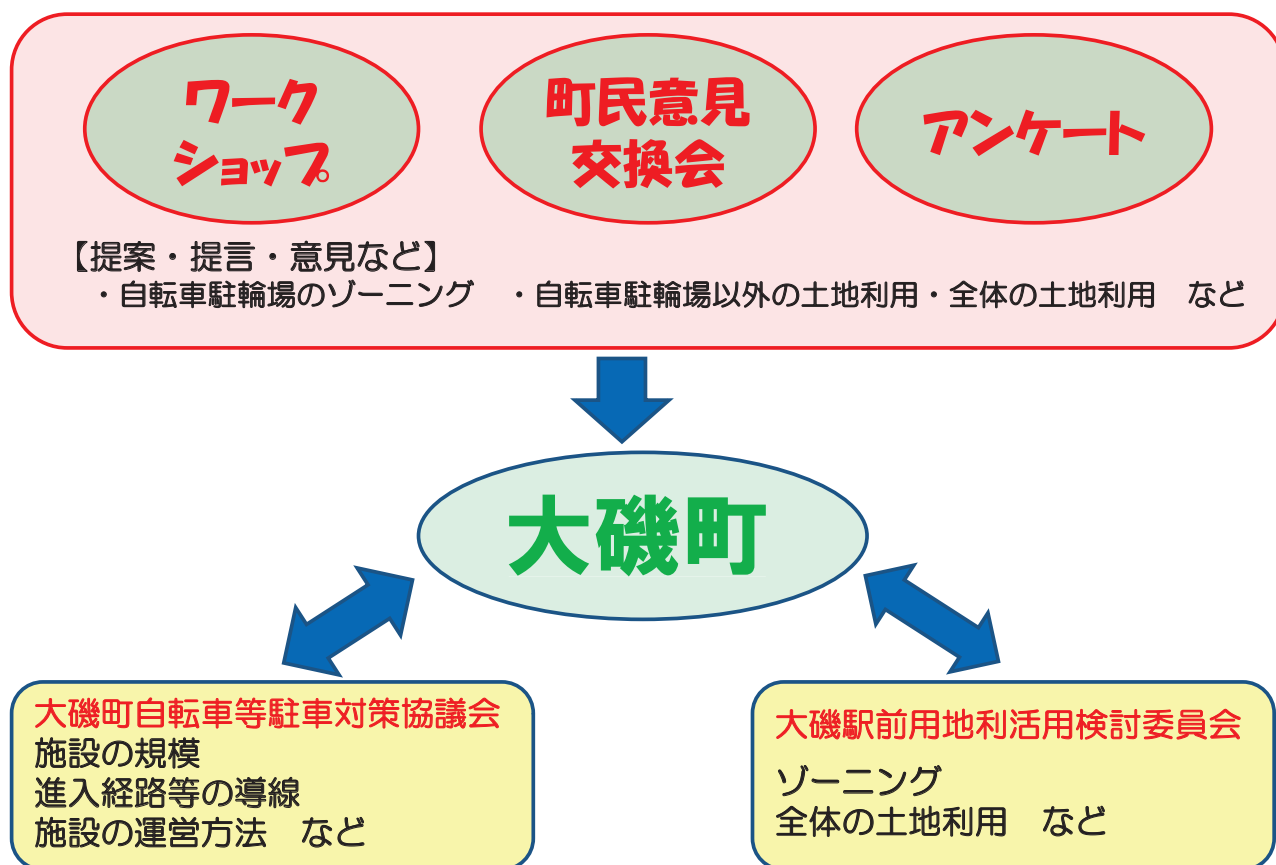 ワーク
ショップ
町民意見
交換会
アンケート
【提案・提言・意見など】
・自転車駐輪場のゾーニング　・自転車駐輪場以外の土地利用・全体の土地利用　など
大磯町
大磯町自転車等駐車対策協議会
施設の規模
進入経路等の導線
施設の運営方法　など
大磯駅前用地利活用検討委員会
ゾーニング
全体の土地利用　など